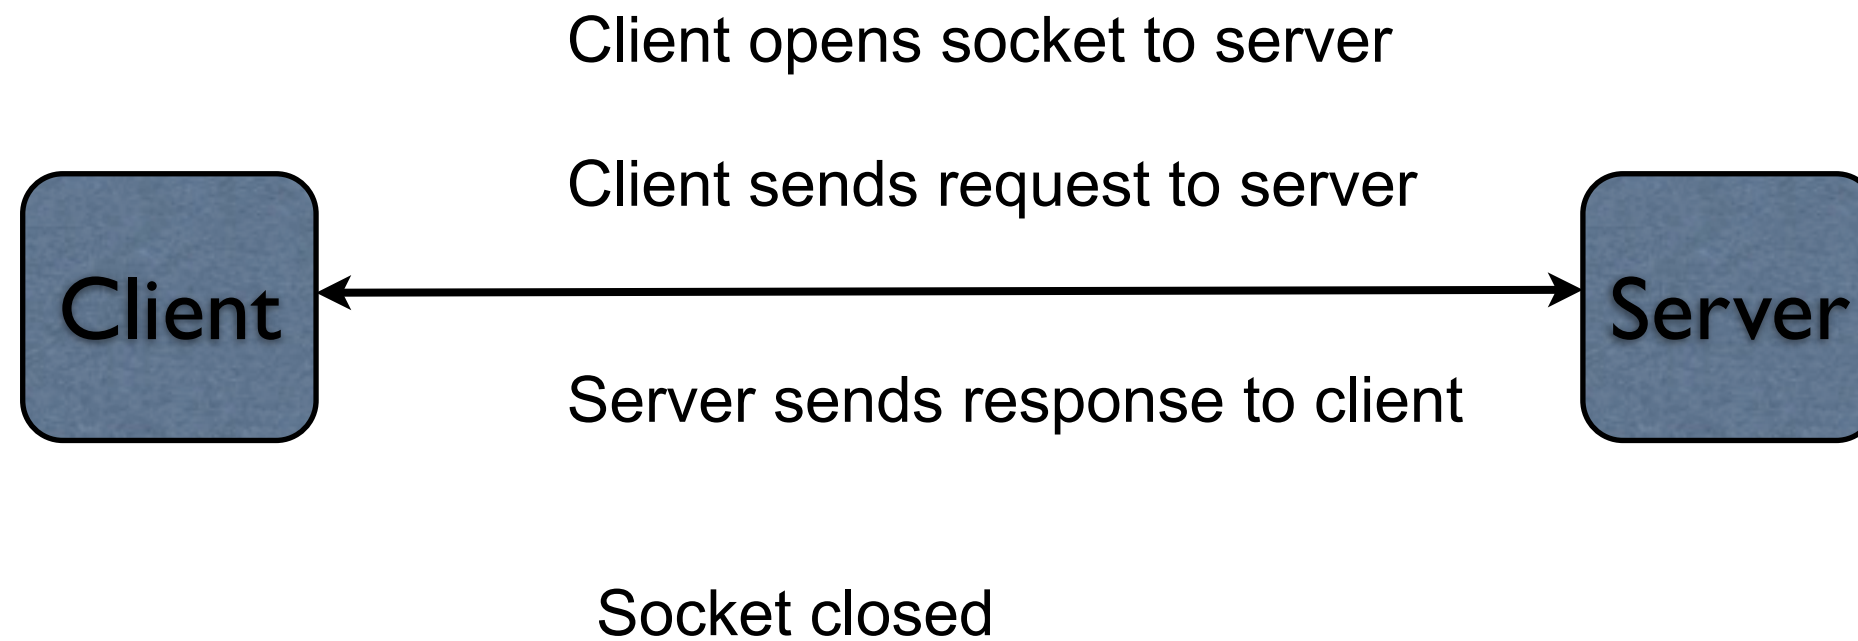 Client opens socket to server
Client sends request to server
Client
Server
Server sends response to client
Socket closed